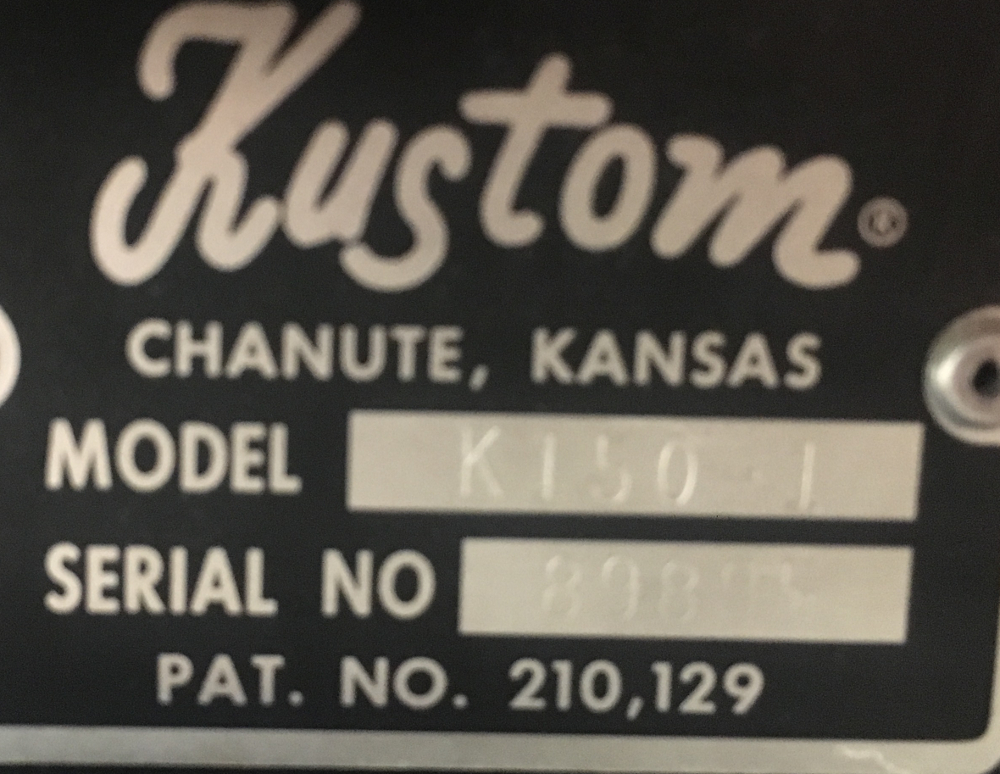 Kustom®
CHANUTE, KANSAS
MODEL K150-1
SERIAL NO
PAT. NO. 210,129